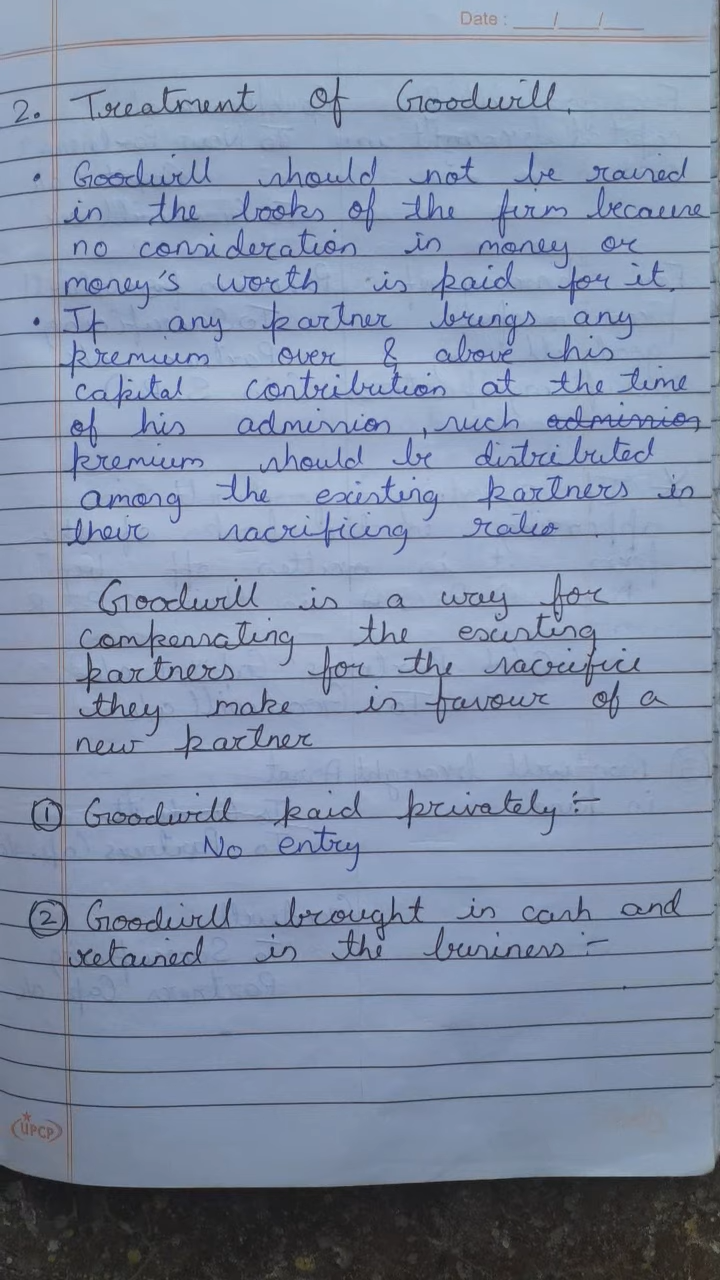 Date : ___/___/___
2. Treatment of Goodwill.
• Goodwill should not be raised
in the books of the firm because
no consideration in money or
money's worth is paid for it.
• If any partner brings any
premium over & above his
capital contribution at the time
of his admission, such admission
premium should be distributed
among the existing partners in
their sacrificing ratio.
Goodwill is a way for
compensating the existing
partners for the sacrifice
they make in favour of a
new partner
① Goodwill paid privately :-
No entry
② Goodwill brought in cash and
retained in the business :-
UPCP